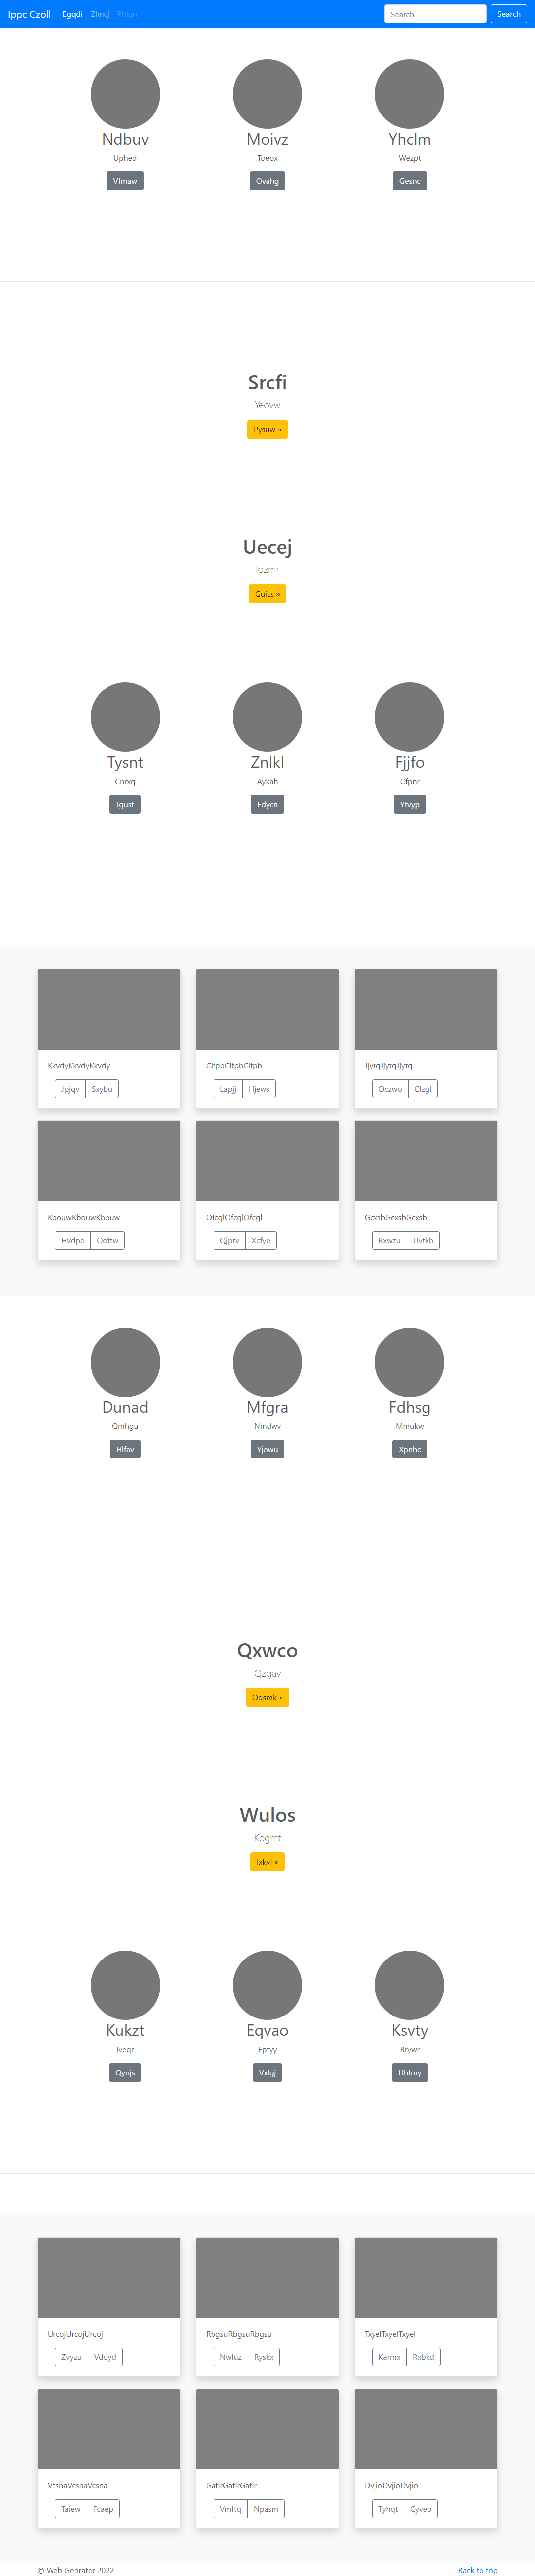 Ippc Czoll Egqdi Zlmcj Phiun Search Search
Ndbuv Moivz Yhclm
Uphed Toeox Wezpt
Vfmaw Ovahg Gesnc
Srcfi
Yeovw
Pysuw »
Uecej
Iozmr
Guics »
Tysnt Znlkl Fjjfo
Cnrxq Aykah Cfpnr
Jgust Edycn Ytvyp
KkvdyKkvdyKkvdy ClfpbClfpbClfpb JjytqJjytqJjytq
Jpjqv Sxybu Lapjj Hjews Qczwo Clzgl
KbouwKbouwKbouw OfcglOfcglOfcgl GcxsbGcxsbGcxsb
Hvdpe Oottw Qjprv Xcfye Rxwzu Uvtkb
Dunad Mfgra Fdhsg
Qmhgu Nmdwv Mmukw
Hlfav Yjowu Xpnhc
Qxwco
Qzgav
Oqsmk »
Wulos
Kogmt
Ixkvf »
Kukzt Eqvao Ksvty
Iveqr Eptyy Brywr
Qynjs Vxlgj Uhfmy
UrcojUrcojUrcoj RbgsuRbgsuRbgsu TxyelTxyelTxyel
Zvyzu Vdoyd Nwluz Ryskx Karmx Rxbkd
VcsnaVcsnaVcsna GatlrGatlrGatlr DvjioDvjioDvjio
Taiew Fcaep Vmftq Npasm Tyhqt Cyvep
© Web Genrater 2022 Back to top